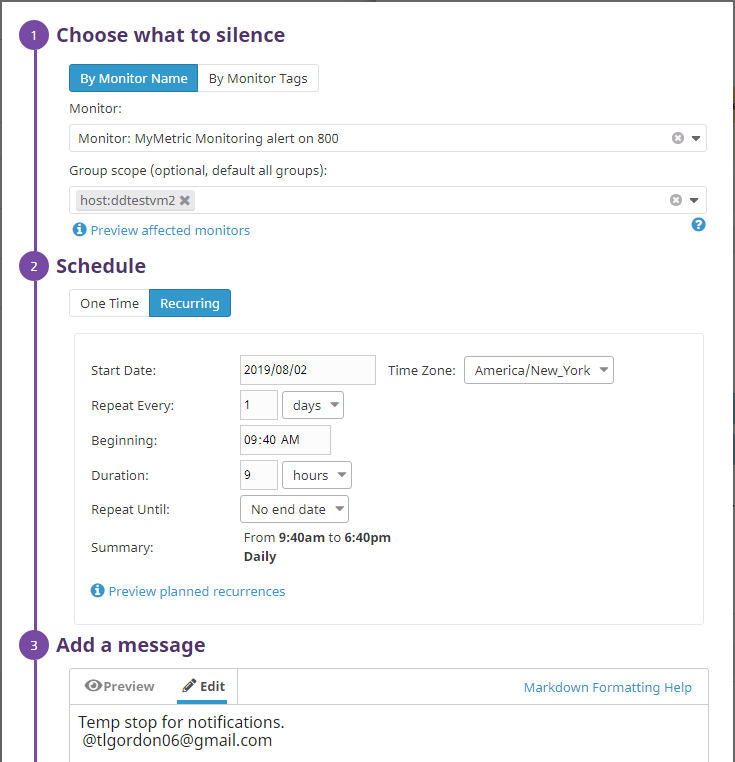 1 Choose what to silence
By Monitor Name By Monitor Tags
Monitor:
Monitor: MyMetric Monitoring alert on 800
Group scope (optional, default all groups):
host:ddtestvm2
Preview affected monitors
2 Schedule
One Time Recurring
Start Date: 2019/08/02 Time Zone: America/New_York
Repeat Every: 1 days
Beginning: 09:40 AM
Duration: 9 hours
Repeat Until: No end date
Summary: From 9:40am to 6:40pm
Daily
Preview planned recurrences
3 Add a message
Preview Edit Markdown Formatting Help
Temp stop for notifications.
@tlgordon06@gmail.com